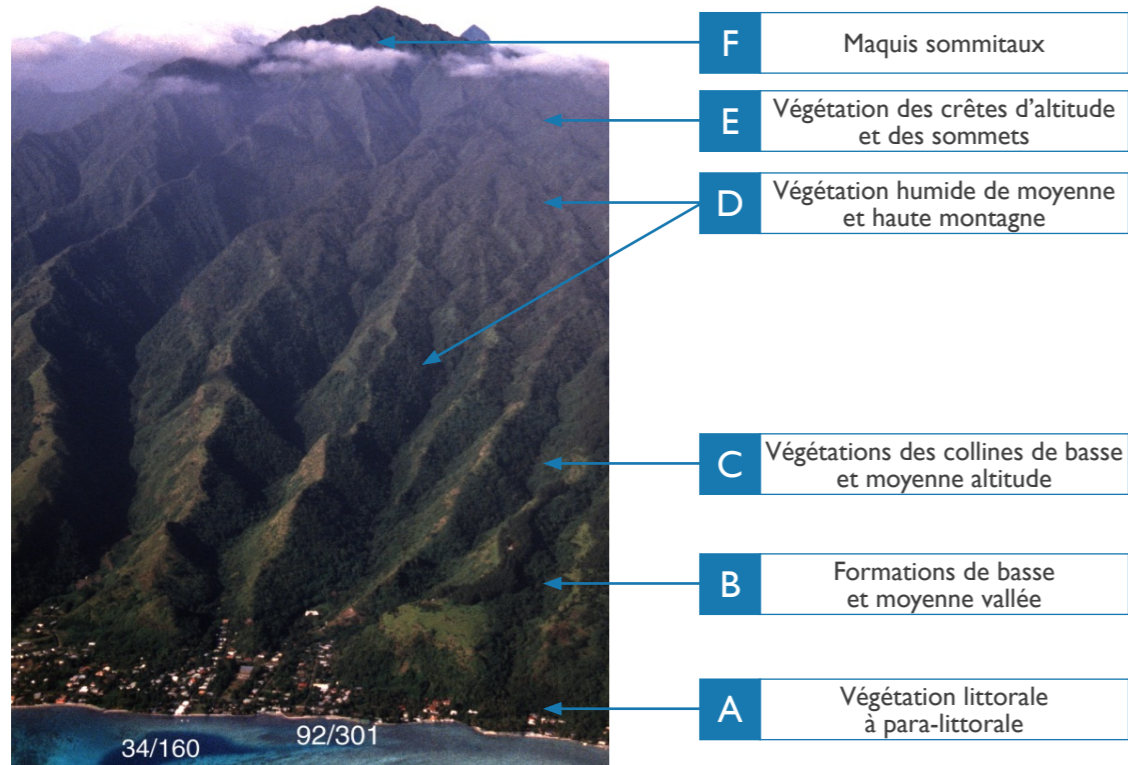 F
Maquis sommitaux
E
Végétation des crêtes d'altitude
et des sommets
D
Végétation humide de moyenne
et haute montagne
C
Végétations des collines de basse
et moyenne altitude
B
Formations de basse
et moyenne vallée
A
Végétation littorale
à para-littorale
34/160
92/301